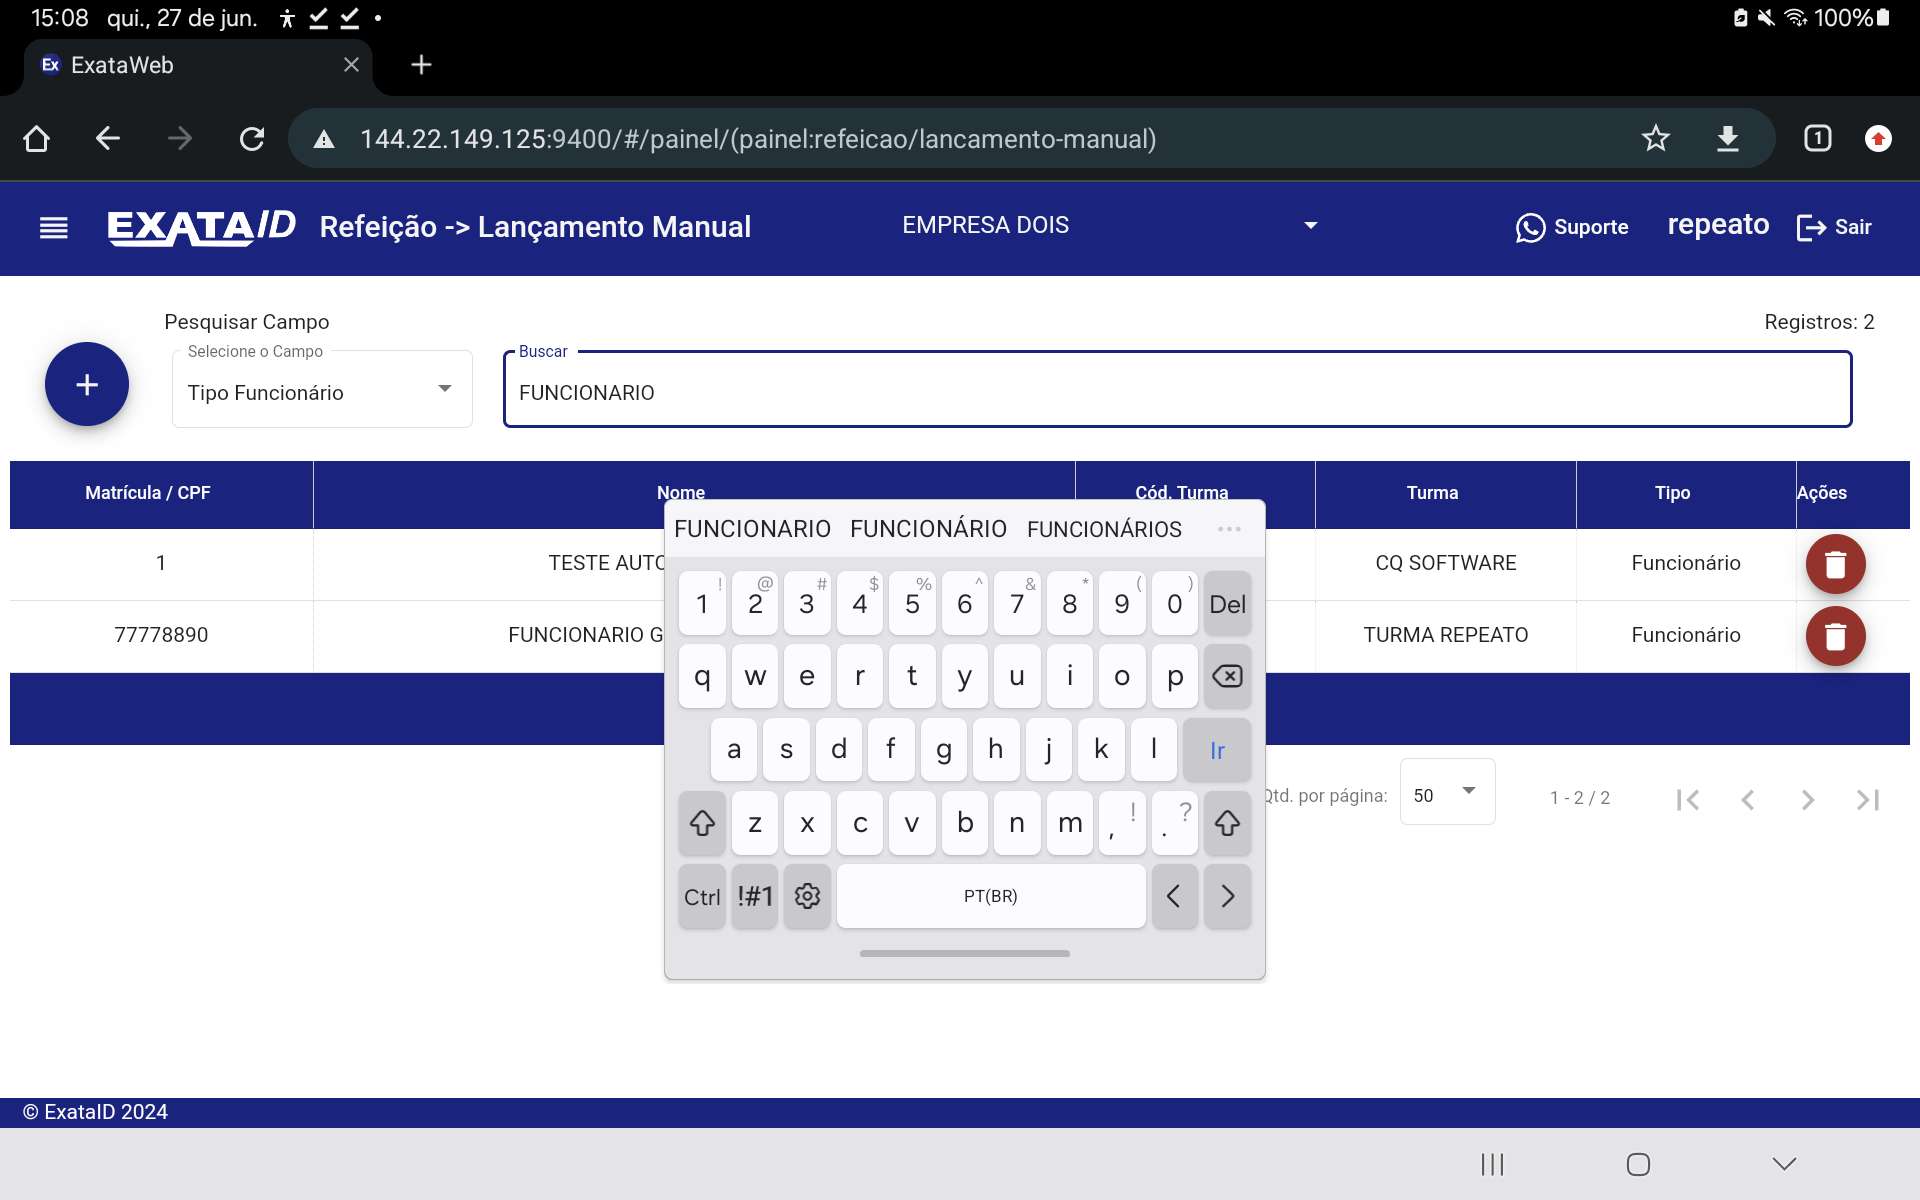 15:08 qui., 27 de jun. 100%
Ex ExataWeb
144.22.149.125:9400/#/painel/(painel:refeicao/lancamento-manual) 1
EXATAID Refeição -> Lançamento Manual EMPRESA DOIS Suporte repeato Sair
Pesquisar Campo Registros: 2
Selecione o Campo Buscar
Tipo Funcionário FUNCIONARIO
Matrícula / CPF Nome Cód. Turma Turma Tipo Ações
FUNCIONARIO FUNCIONÁRIO FUNCIONÁRIOS
1 TESTE AUTO CQ SOFTWARE Funcionário
77778890 FUNCIONARIO G TURMA REPEATO Funcionário
! @ # $ % ^ & * ( )
1 2 3 4 5 6 7 8 9 0 Del
q w e r t y u i o p
a s d f g h j k l Ir
z x c v b n m , ! . ?
Ctrl !#1 PT(BR) < >
Qtd. por página: 50 1 - 2 / 2
© ExataID 2024